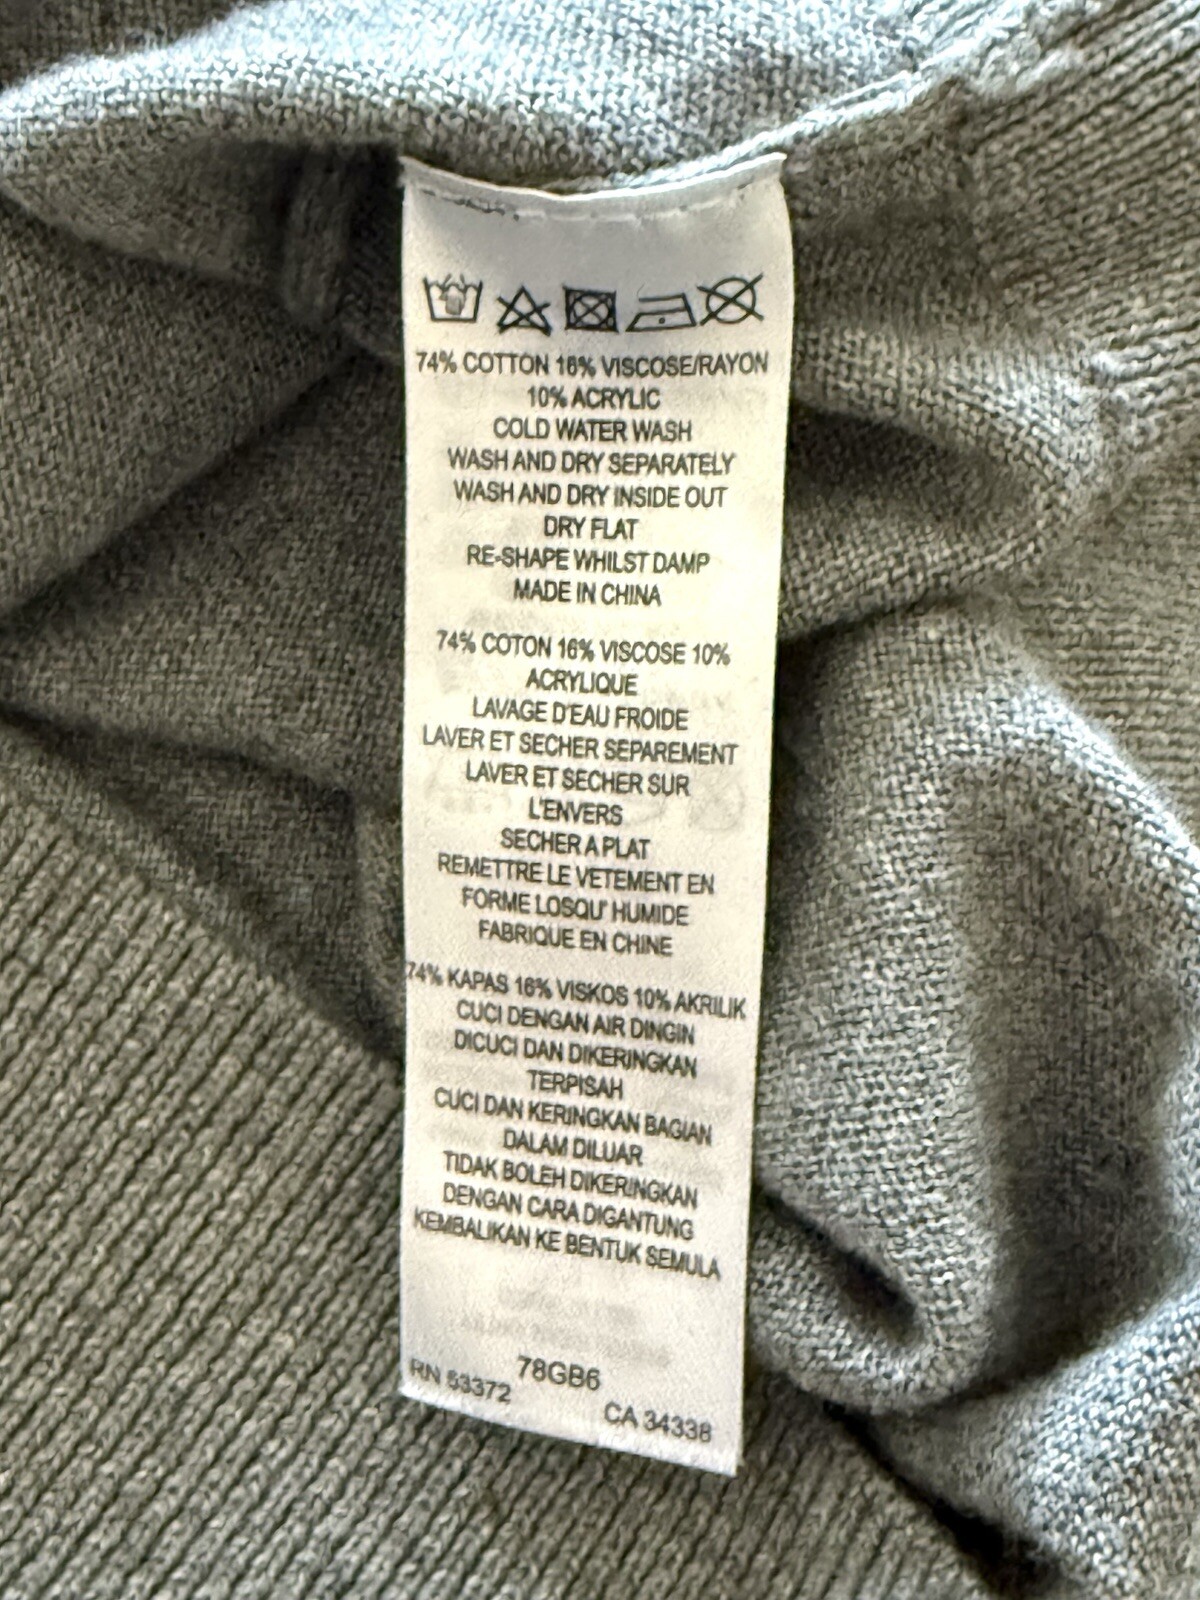 74% COTTON 16% VISCOSE/RAYON
10% ACRYLIC
COLD WATER WASH
WASH AND DRY SEPARATELY
WASH AND DRY INSIDE OUT
DRY FLAT
RE-SHAPE WHILST DAMP
MADE IN CHINA
74% COTON 16% VISCOSE 10%
ACRYLIQUE
LAVAGE D'EAU FROIDE
LAVER ET SECHER SEPAREMENT
LAVER ET SECHER SUR
L'ENVERS
SECHER A PLAT
REMETTRE LE VETEMENT EN
FORME LOSQU' HUMIDE
FABRIQUE EN CHINE
74% KAPAS 16% VISKOS 10% AKRILIK
CUCI DENGAN AIR DINGIN
DICUCI DAN DIKERINGKAN
TERPISAH
CUCI DAN KERINGKAN BAGIAN
DALAM DILUAR
TIDAK BOLEH DIKERINGKAN
DENGAN CARA DIGANTUNG
KEMBALIKAN KE BENTUK SEMULA
78GB6
RN 53372
CA 34338